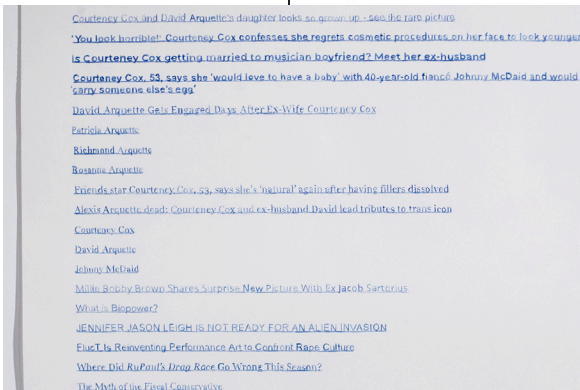 Courteney Cox and David Arquette's daughter looks so grown up - see the rare picture
'You look horrible!' Courteney Cox confesses she regrets cosmetic procedures on her face to look younger
Is Courteney Cox getting married to musician boyfriend? Meet her ex-husband
Courteney Cox, 53, says she 'would love to have a baby' with 40-year-old fiancé Johnny McDaid and would
'carry someone else's egg'
David Arquette Gets Engaged Days After Ex-Wife Courteney Cox
Patricia Arquette
Richmond Arquette
Rosanna Arquette
Friends star Courteney Cox, 53, says she's 'natural' again after having fillers dissolved
Alexis Arquette dead: Courteney Cox and ex-husband David lead tributes to trans icon
Courteney Cox
David Arquette
Johnny McDaid
Millie Bobby Brown Shares Surprise New Picture With Ex Jacob Sartorius
What is Biopower?
JENNIFER JASON LEIGH IS NOT READY FOR AN ALIEN INVASION
FlucT Is Reinventing Performance Art to Confront Rape Culture
Where Did RuPaul's Drag Race Go Wrong This Season?
The Myth of the Fiscal Conservative